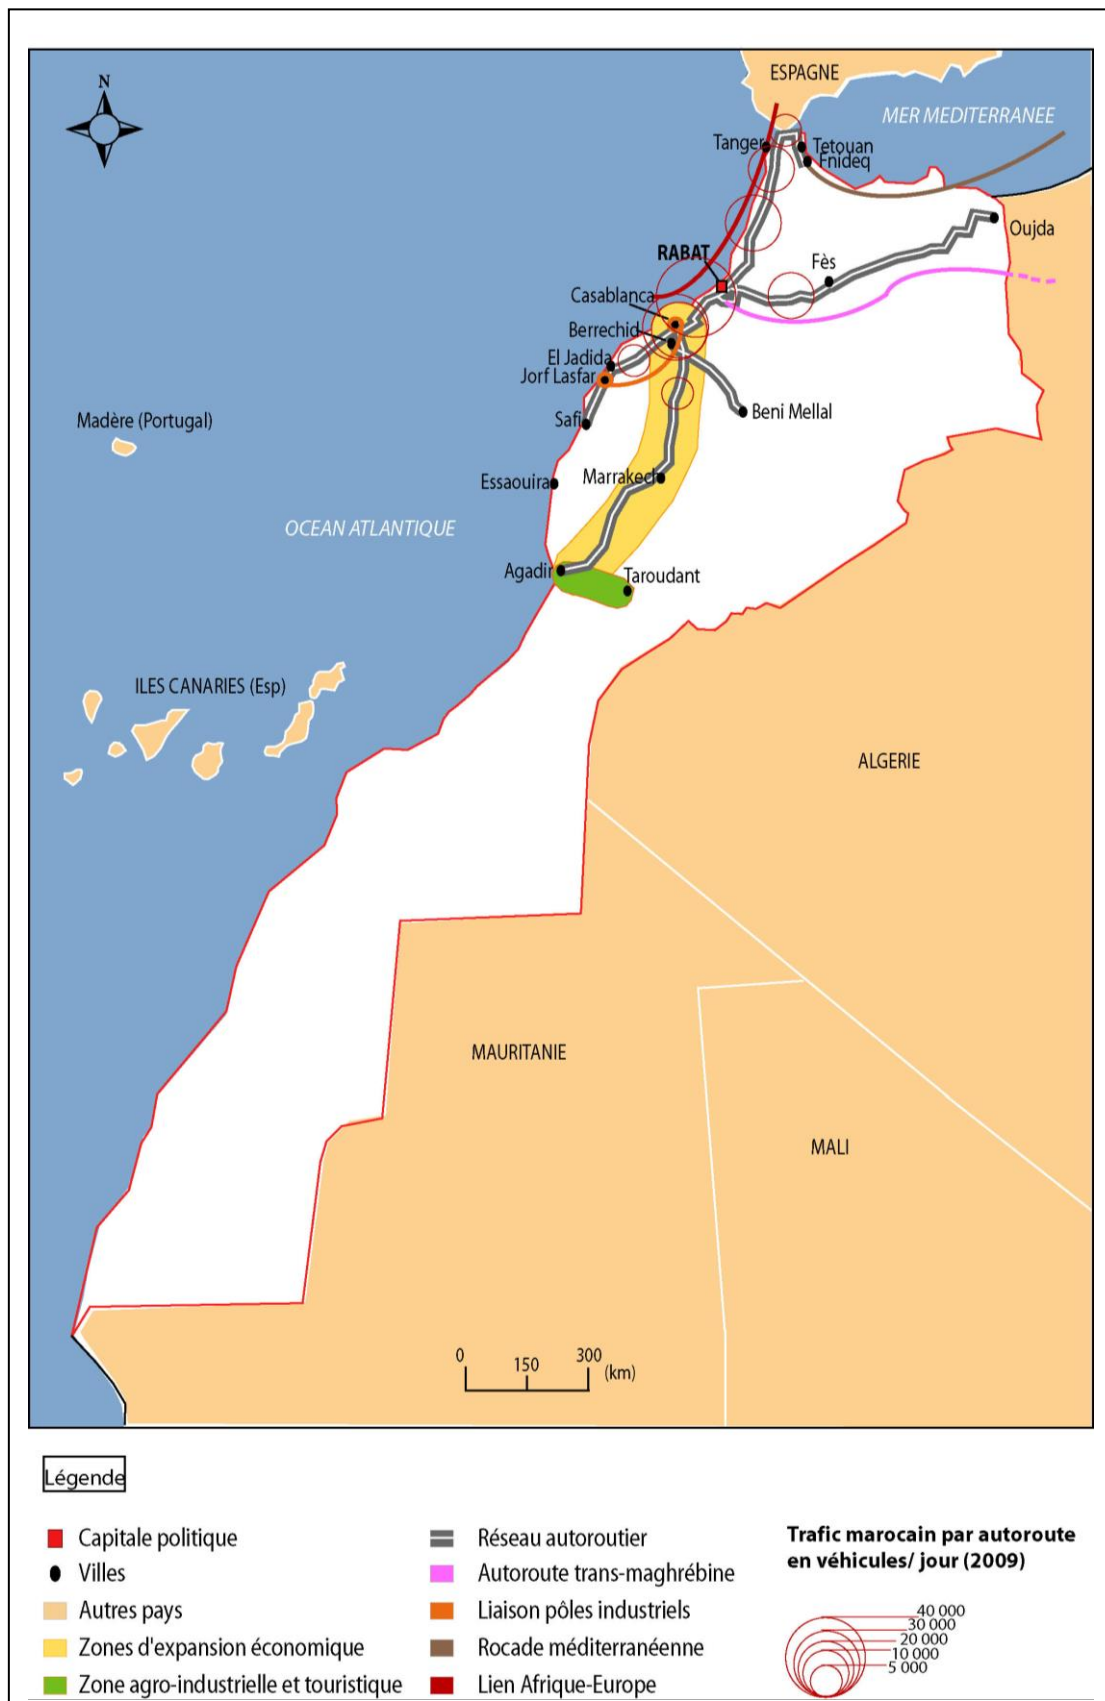 N
ESPAGNE
MER MEDITERRANEE
Tanger
Tetouan
Fnideq
Oujda
RABAT
Fès
Casablanca
Berrechid
El Jadida
Jorf Lasfar
Beni Mellal
Safi
Madère (Portugal)
Essaouira
Marrakech
OCEAN ATLANTIQUE
Agadir
Taroudant
ILES CANARIES (Esp)
ALGERIE
MAURITANIE
MALI
0 150 300 (km)
Légende
Capitale politique
Villes
Autres pays
Zones d'expansion économique
Zone agro-industrielle et touristique
Réseau autoroutier
Autoroute trans-maghrébine
Liaison pôles industriels
Rocade méditerranéenne
Lien Afrique-Europe
Trafic marocain par autoroute
en véhicules/ jour (2009)
40 000
30 000
20 000
10 000
5 000